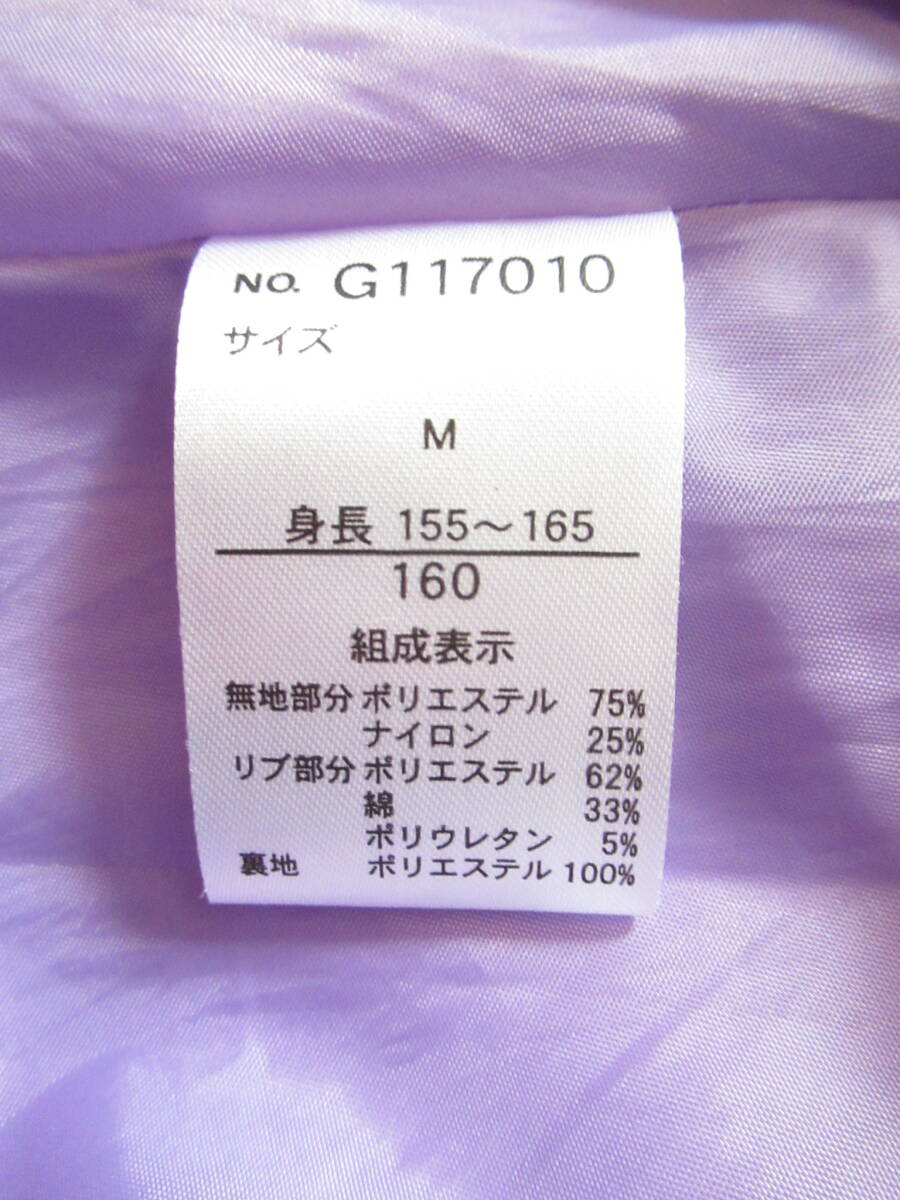 NO. G117010
サイズ
M
身長 155～165
160
組成表示
無地部分 ポリエステル 75%
ナイロン 25%
リブ部分 ポリエステル 62%
綿 33%
ポリウレタン 5%
裏地 ポリエステル 100%